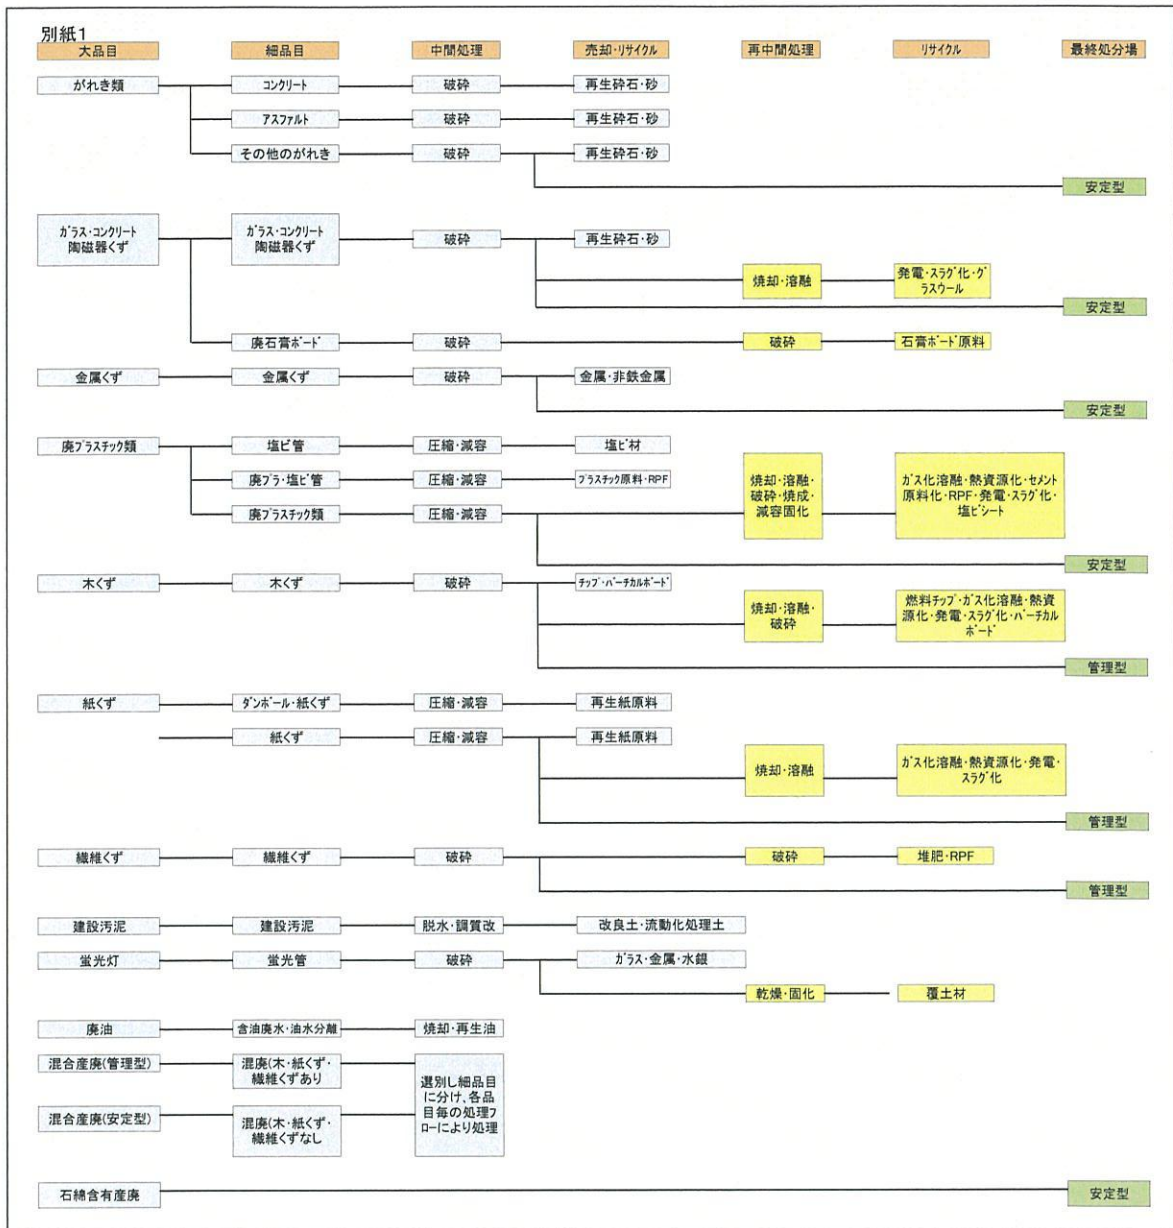 別紙1
大品目 細品目 中間処理 売却・リサイクル 再中間処理 リサイクル 最終処分場
がれき類 コンクリート 破砕 再生砕石・砂
アスファルト 破砕 再生砕石・砂
その他のがれき 破砕 再生砕石・砂
安定型
ガラス・コンクリート
陶磁器くず
ガラス・コンクリート
陶磁器くず
破砕 再生砕石・砂
焼却・溶融
発電・スラグ化・グ
ラスウール
安定型
廃石膏ボード 破砕 破砕 石膏ボード原料
金属くず 金属くず 破砕 金属・非鉄金属
安定型
廃プラスチック類 塩ビ管 圧縮・減容 塩ビ材
廃プラ・塩ビ管 圧縮・減容 プラスチック原料・RPF
廃プラスチック類 圧縮・減容
焼却・溶融・
破砕・焼成・
減容固化
ガス化溶融・熱資源化・セメント
原料化・RPF・発電・スラグ化・
塩ビシート
安定型
木くず 木くず 破砕 チップ・パーチカルボード
焼却・溶融・
破砕
燃料チップ・ガス化溶融・熱資
源化・発電・スラグ化・パーチカル
ボード
管理型
紙くず ダンボール・紙くず 圧縮・減容 再生紙原料
紙くず 圧縮・減容 再生紙原料
焼却・溶融
ガス化溶融・熱資源化・発電・
スラグ化
管理型
繊維くず 繊維くず 破砕 破砕 堆肥・RPF
管理型
建設汚泥 建設汚泥 脱水・調質改 改良土・流動化処理土
蛍光灯 蛍光管 破砕 ガラス・金属・水銀
乾燥・固化 覆土材
廃油 含油廃水・油水分離 焼却・再生油
混合産廃(管理型)
混廃(木・紙くず・
繊維くずあり
選別し細品目
に分け、各品
目毎の処理フ
ローにより処理
混合産廃(安定型)
混廃(木・紙くず・
繊維くずなし
石綿含有産廃 安定型